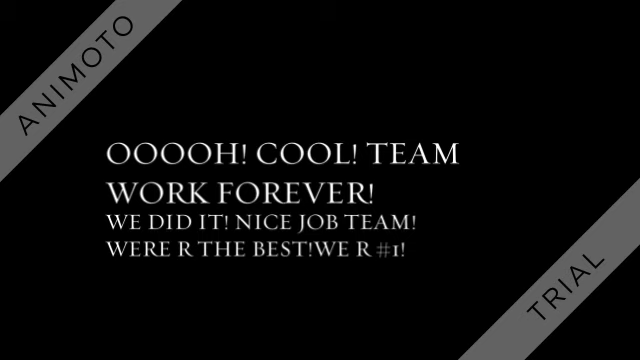 ANIMOTO
OOOOH! COOL! TEAM
WORK FOREVER!
WE DID IT! NICE JOB TEAM!
WERE R THE BEST!WE R #1!
TRIAL